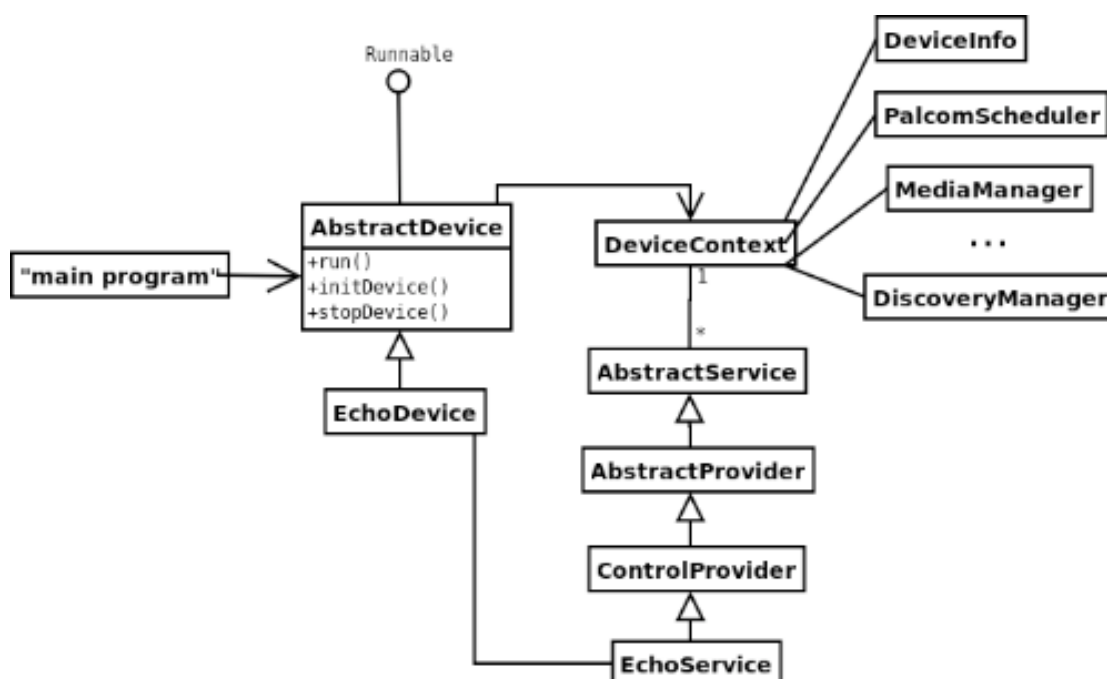 Runnable
DeviceInfo
PalcomScheduler
MediaManager
...
DiscoveryManager
AbstractDevice
+run()
+initDevice()
+stopDevice()
DeviceContext
"main program"
1
*
AbstractService
EchoDevice
AbstractProvider
ControlProvider
EchoService